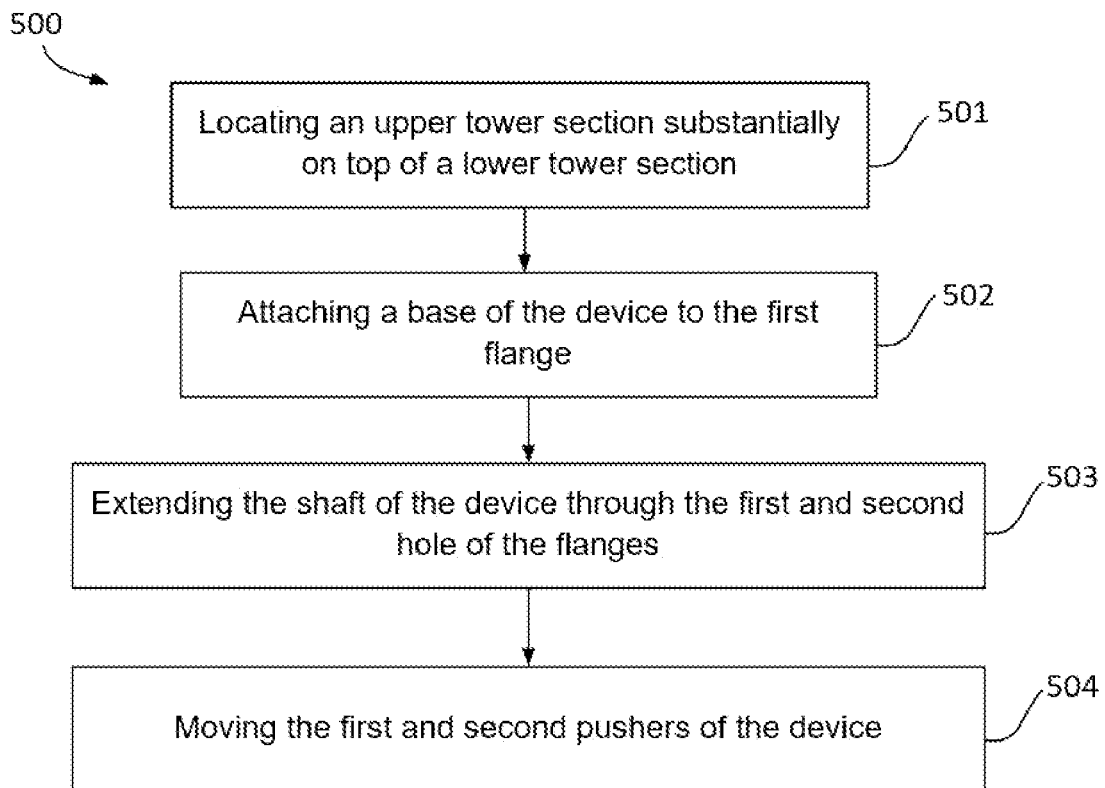 500
Locating an upper tower section substantially
on top of a lower tower section
501
Attaching a base of the device to the first
flange
502
Extending the shaft of the device through the first and second
hole of the flanges
503
Moving the first and second pushers of the device
504